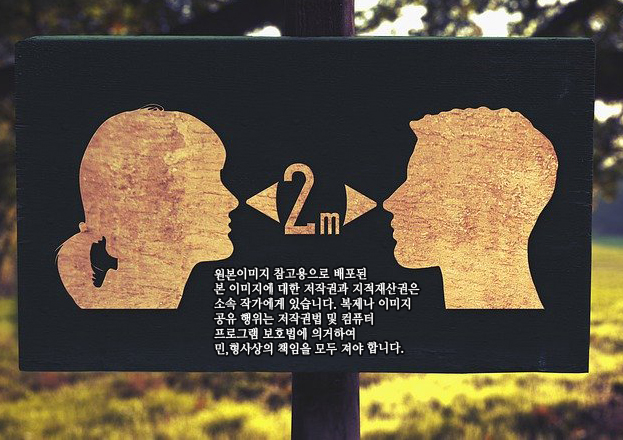 2m
원본이미지 참고용으로 배포된
본 이미지에 대한 저작권과 지적재산권은
소속 작가에게 있습니다. 복제나 이미지
공유 행위는 저작권법 및 컴퓨터
프로그램 보호법에 의거하여
민,형사상의 책임을 모두 져야 합니다.